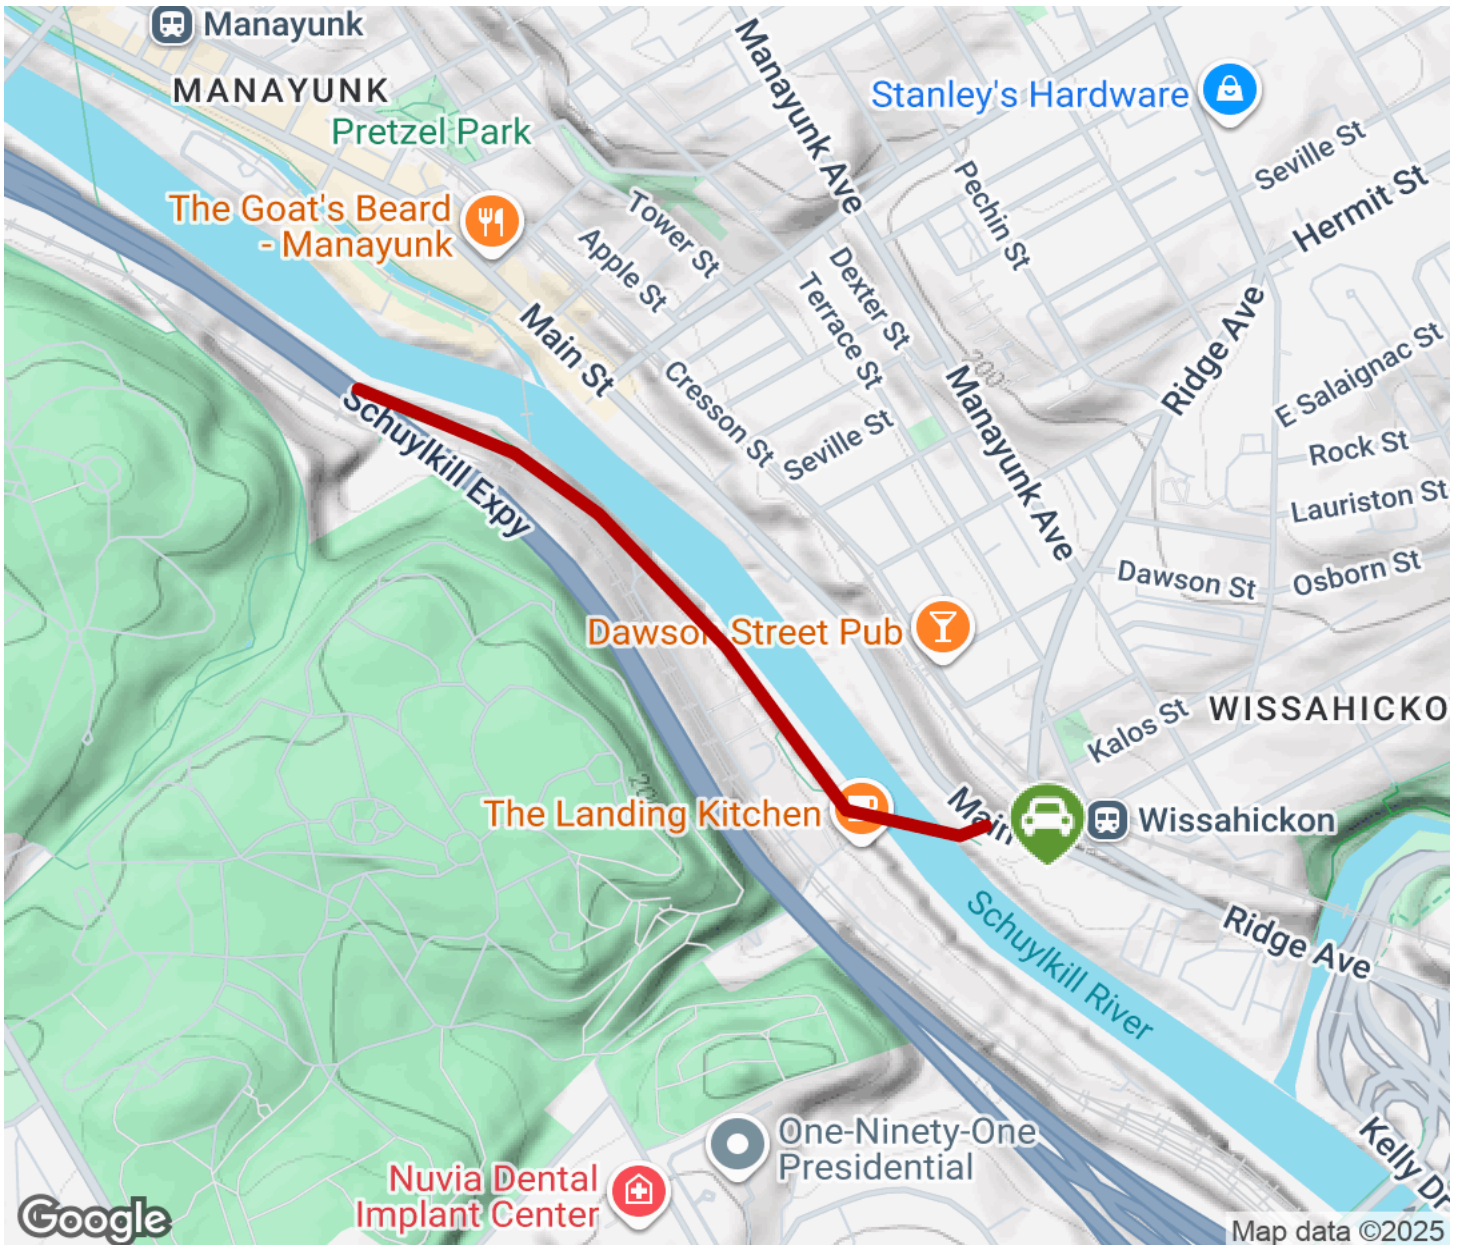 Manayunk
MANAYUNK
Pretzel Park
Manayunk Ave
Stanley's Hardware
Seville St
Hermit St
Pechin St
The Goat's Beard
- Manayunk
Tower St
Apple St
Dexter St
Terrace St
Ridge Ave
Main St
200
E Salaignac St
Cresson St
Seville St
Manayunk Ave
Rock St
Schuylkill Expy
Lauriston St
Dawson St
Osborn St
Dawson Street Pub
Kalos St
WISSAHICKO
The Landing Kitchen
Main
Wissahickon
Schuylkill River
Ridge Ave
One-Ninety-One
Presidential
Kelly Dr
Nuvia Dental
Implant Center
Google
Map data ©2025